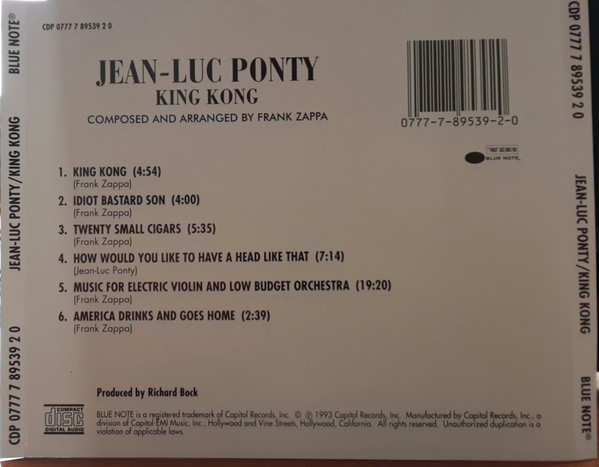 CDP 0777 7 89539 2 0
JEAN-LUC PONTY
KING KONG
COMPOSED AND ARRANGED BY FRANK ZAPPA
0777-7-89539-2-0
BLUE NOTE
1. KING KONG (4:54)
(Frank Zappa)
2. IDIOT BASTARD SON (4:00)
(Frank Zappa)
3. TWENTY SMALL CIGARS (5:35)
(Frank Zappa)
4. HOW WOULD YOU LIKE TO HAVE A HEAD LIKE THAT (7:14)
(Jean-Luc Ponty)
5. MUSIC FOR ELECTRIC VIOLIN AND LOW BUDGET ORCHESTRA (19:20)
(Frank Zappa)
6. AMERICA DRINKS AND GOES HOME (2:39)
(Frank Zappa)
Produced by Richard Bock
COMPACT
disc
DIGITAL AUDIO
BLUE NOTE is a registered trademark of Capitol Records, Inc. © ℗ 1993 Capitol Records, Inc. Manufactured by Capitol Records, Inc., a
division of Capitol-EMI Music, Inc., Hollywood and Vine Streets, Hollywood, California. All rights reserved. Unauthorized duplication is a
violation of applicable laws.
CDP 0777 7 89539 2 0
JEAN-LUC PONTY/KING KONG
BLUE NOTE®
CDP 0777 7 89539 2 0
JEAN-LUC PONTY/KING KONG
BLUE NOTE®